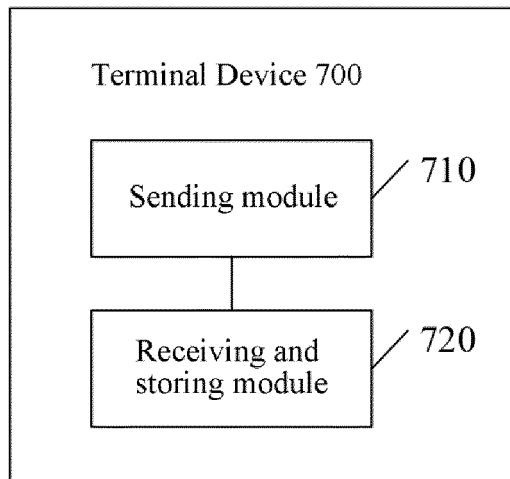 Terminal Device 700
710
Sending module
720
Receiving and
storing module